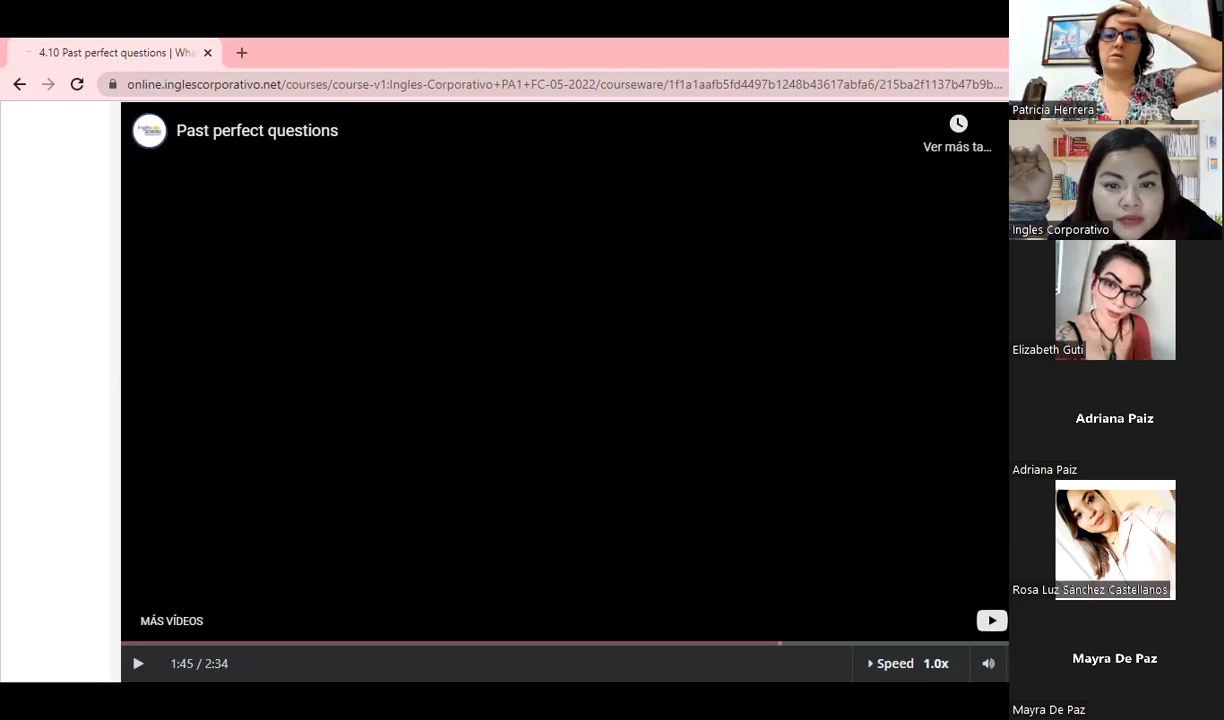 4.10 Past perfect questions | Wha
online.inglescorporativo.net/courses/course-v1:Ingles-Corporativo+PA1+FC-05-2022/courseware/1f1a1aafb5fd4497b1248b43617abfa6/215ba2f1137b47b9b...
Past perfect questions
Ver más ta...
MÁS VÍDEOS
1:45 / 2:34
Speed 1.0x
Patricia Herrera
Ingles Corporativo
Elizabeth Guti
Adriana Paiz
Adriana Paiz
Rosa Luz Sánchez Castellanos
Mayra De Paz
Mayra De Paz